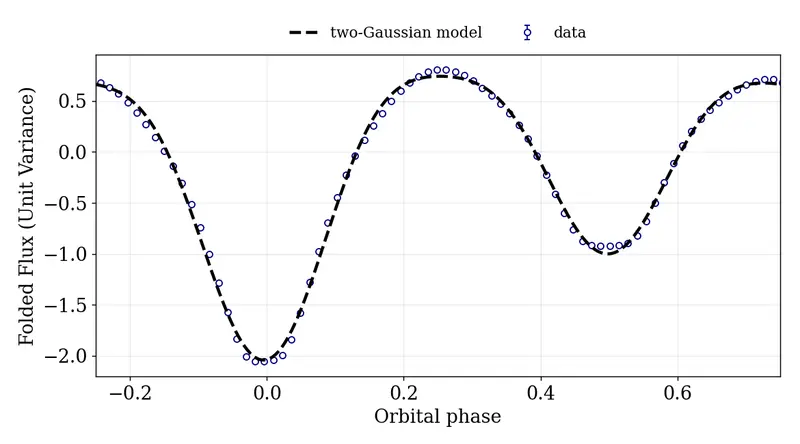 two-Gaussian model
data
Folded Flux (Unit Variance)
0.5
0.0
−0.5
−1.0
−1.5
−2.0
−0.2
0.0
0.2
0.4
0.6
Orbital phase